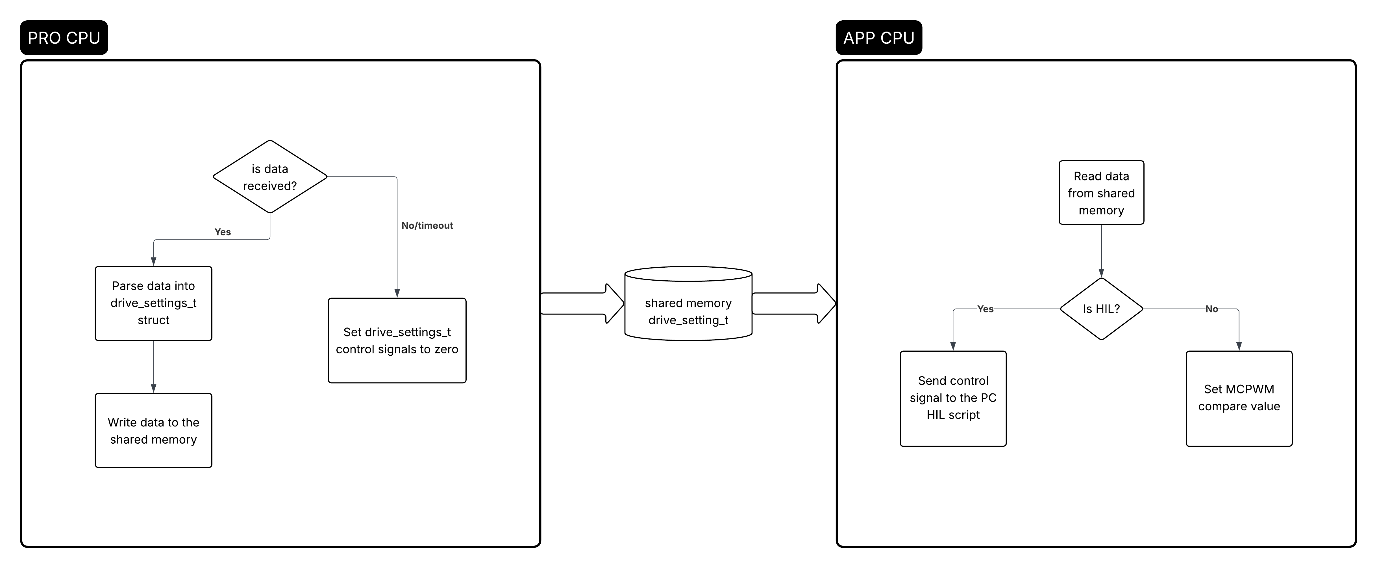 PRO CPU
is data
received?
Yes
No/timeout
Parse data into
drive_settings_t
struct
Set drive_settings_t
control signals to zero
Write data to the
shared memory
shared memory
drive_setting_t
APP CPU
Read data
from shared
memory
Is HIL?
Yes
No
Send control
signal to the PC
HIL script
Set MCPWM
compare value